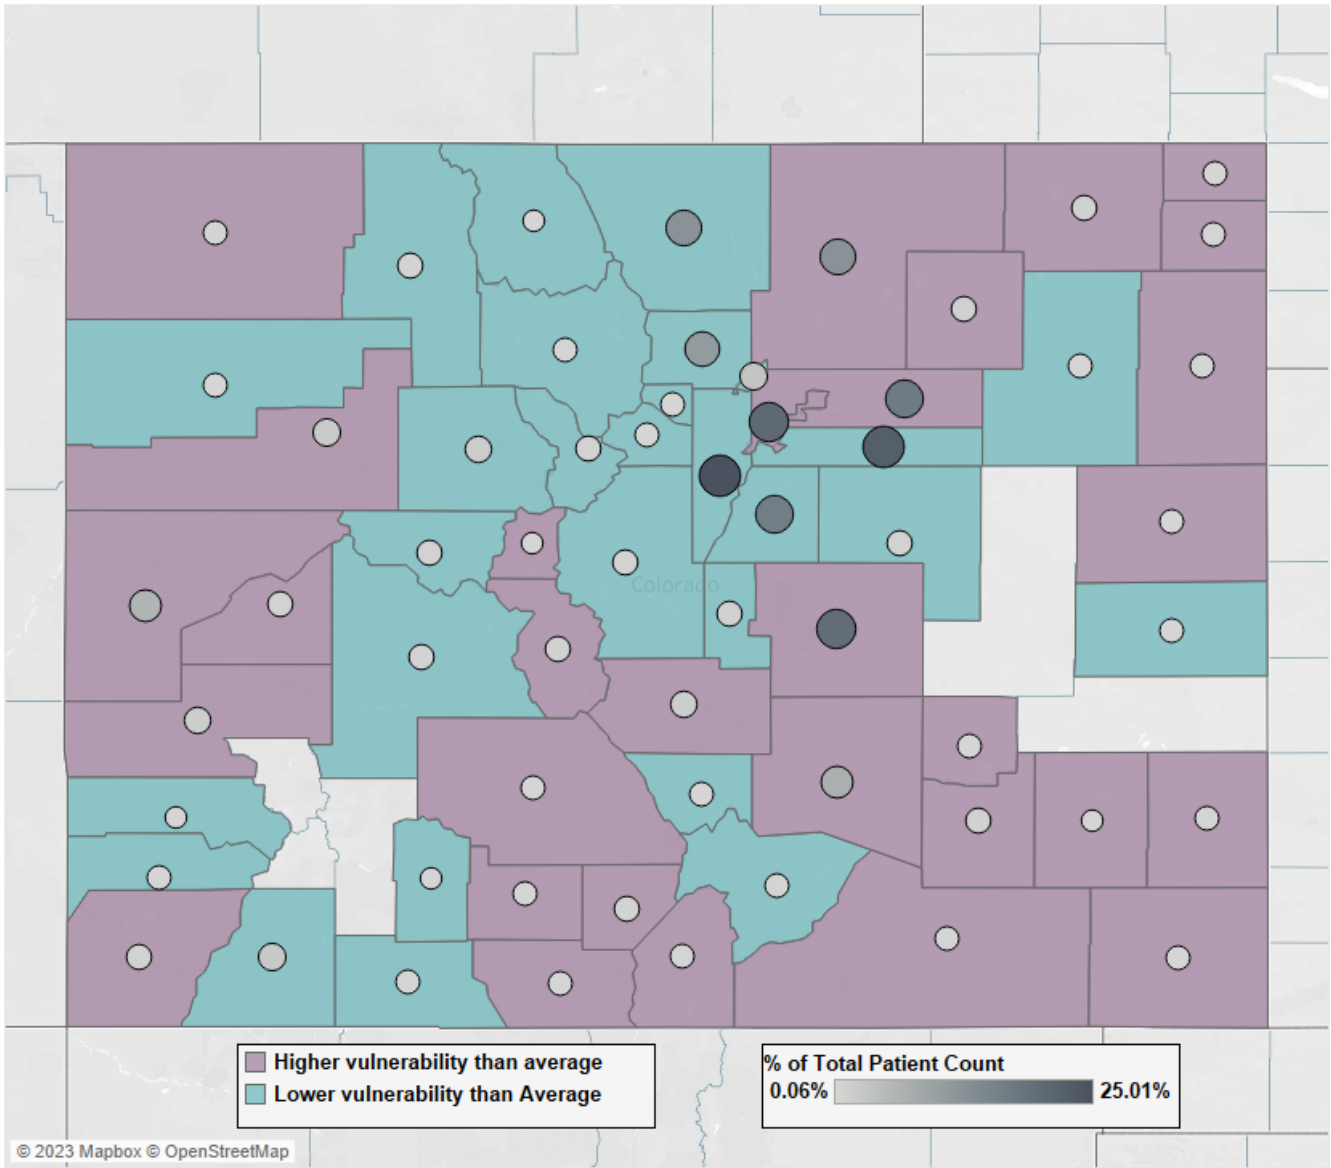 Colorado
Higher vulnerability than average
Lower vulnerability than Average
% of Total Patient Count
0.06% 25.01%
© 2023 Mapbox © OpenStreetMap